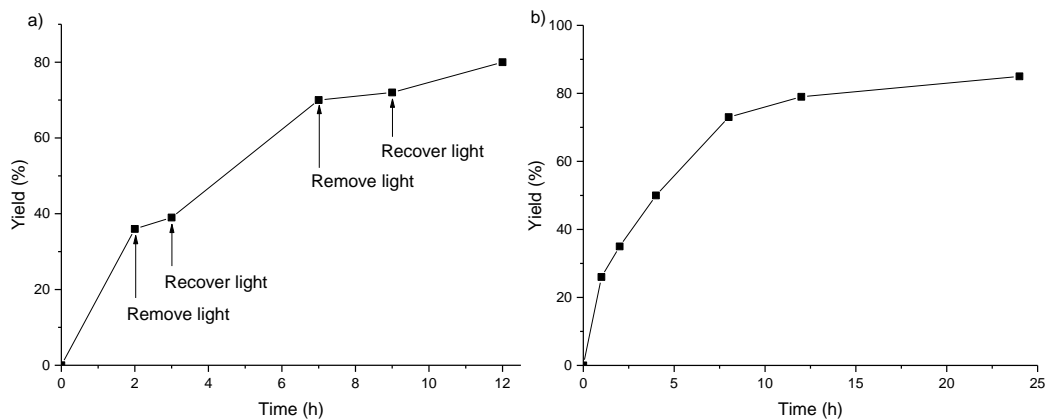 a)
80
60
40
20
0
Yield (%)
Remove light
Recover light
Remove light
Recover light
0 2 4 6 8 10 12
Time (h)
b)
100
80
60
40
20
0
Yield (%)
0 5 10 15 20 25
Time (h)